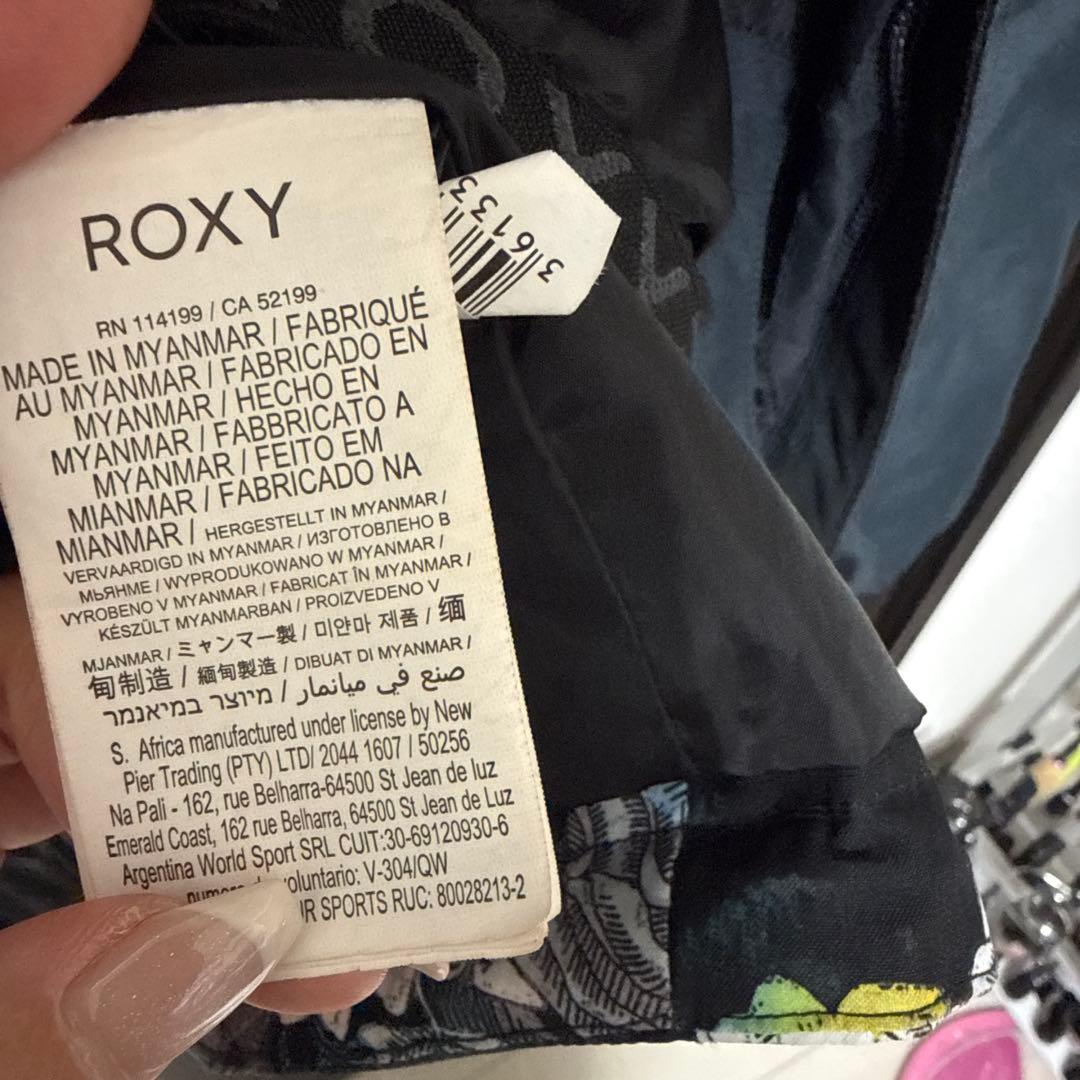 ROXY
RN 114199 / CA 52199
MADE IN MYANMAR / FABRIQUÉ
AU MYANMAR / FABRICADO EN
MYANMAR / HECHO EN
MYANMAR / FABBRICATO A
MYANMAR / FEITO EM
MIANMAR / FABRICADO NA
MIANMAR / HERGESTELLT IN MYANMAR /
VERVAARDIGD IN MYANMAR / ИЗГОТОВЛЕНО В
МЬЯНМЕ / WYPRODUKOWANO W MYANMAR /
VYROBENO V MYANMAR / FABRICAT ÎN MYANMAR /
KÉSZÜLT MYANMARBAN / PROIZVEDENO V
MJANMAR / ミャンマー製 / 미얀마 제품 / 缅
甸制造 / 緬甸製造 / DIBUAT DI MYANMAR /
صنع في ميانمار / מיוצר במיאנמר
S. Africa manufactured under license by New
Pier Trading (PTY) LTD/ 2044 1607 / 50256
Na Pali - 162, rue Belharra-64500 St Jean de luz
Emerald Coast, 162 rue Belharra, 64500 St Jean de Luz
Argentina World Sport SRL CUIT:30-69120930-6
voluntario: V-304/QW
SPORTS RUC: 80028213-2
3 6133